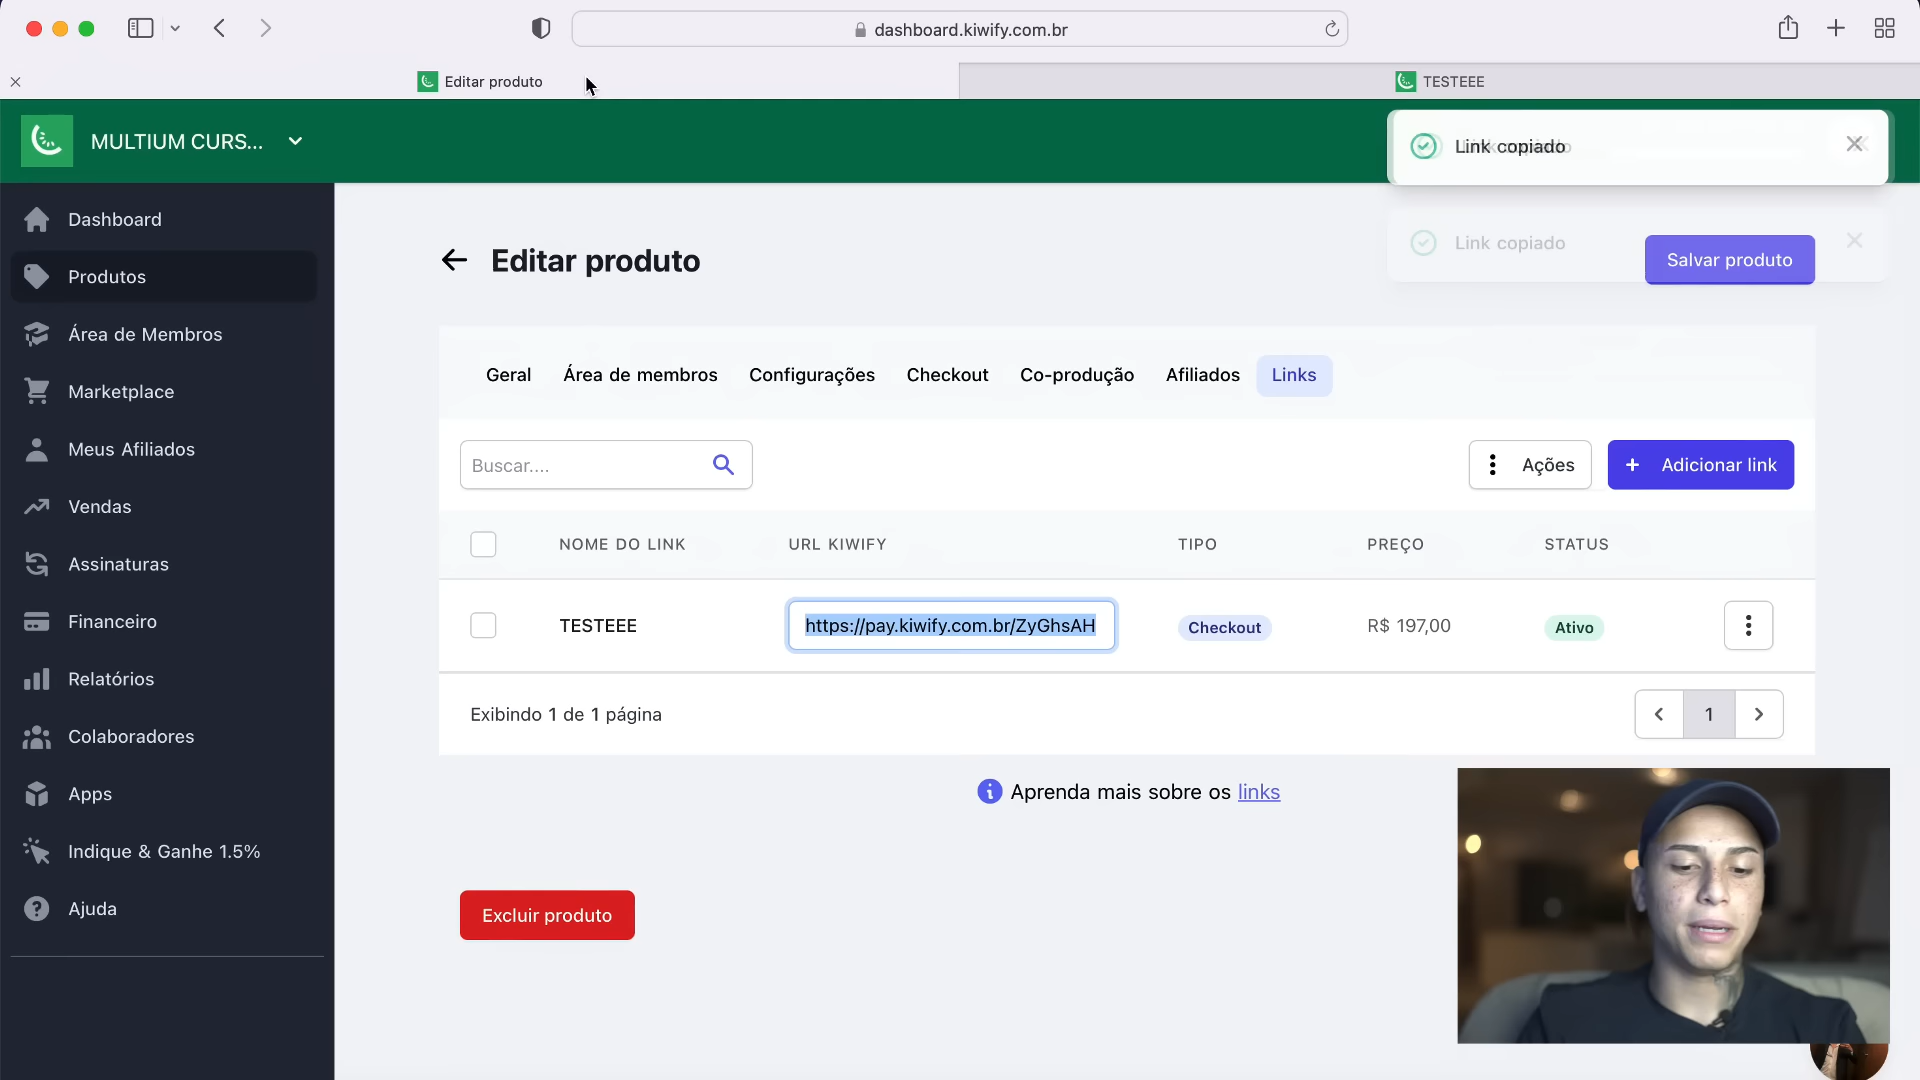 dashboard.kiwify.com.br
Editar produto
TESTEEE
MULTIUM CURS...
Link copiado
Link copiado
Dashboard
Produtos
Área de Membros
Marketplace
Meus Afiliados
Vendas
Assinaturas
Financeiro
Relatórios
Colaboradores
Apps
Indique & Ganhe 1.5%
Ajuda
Editar produto
Salvar produto
Geral Área de membros Configurações Checkout Co-produção Afiliados Links
Buscar....
Ações
+ Adicionar link
NOME DO LINK URL KIWIFY TIPO PREÇO STATUS
TESTEEE https://pay.kiwify.com.br/ZyGhsAH Checkout R$ 197,00 Ativo
Exibindo 1 de 1 página
1
Aprenda mais sobre os links
Excluir produto